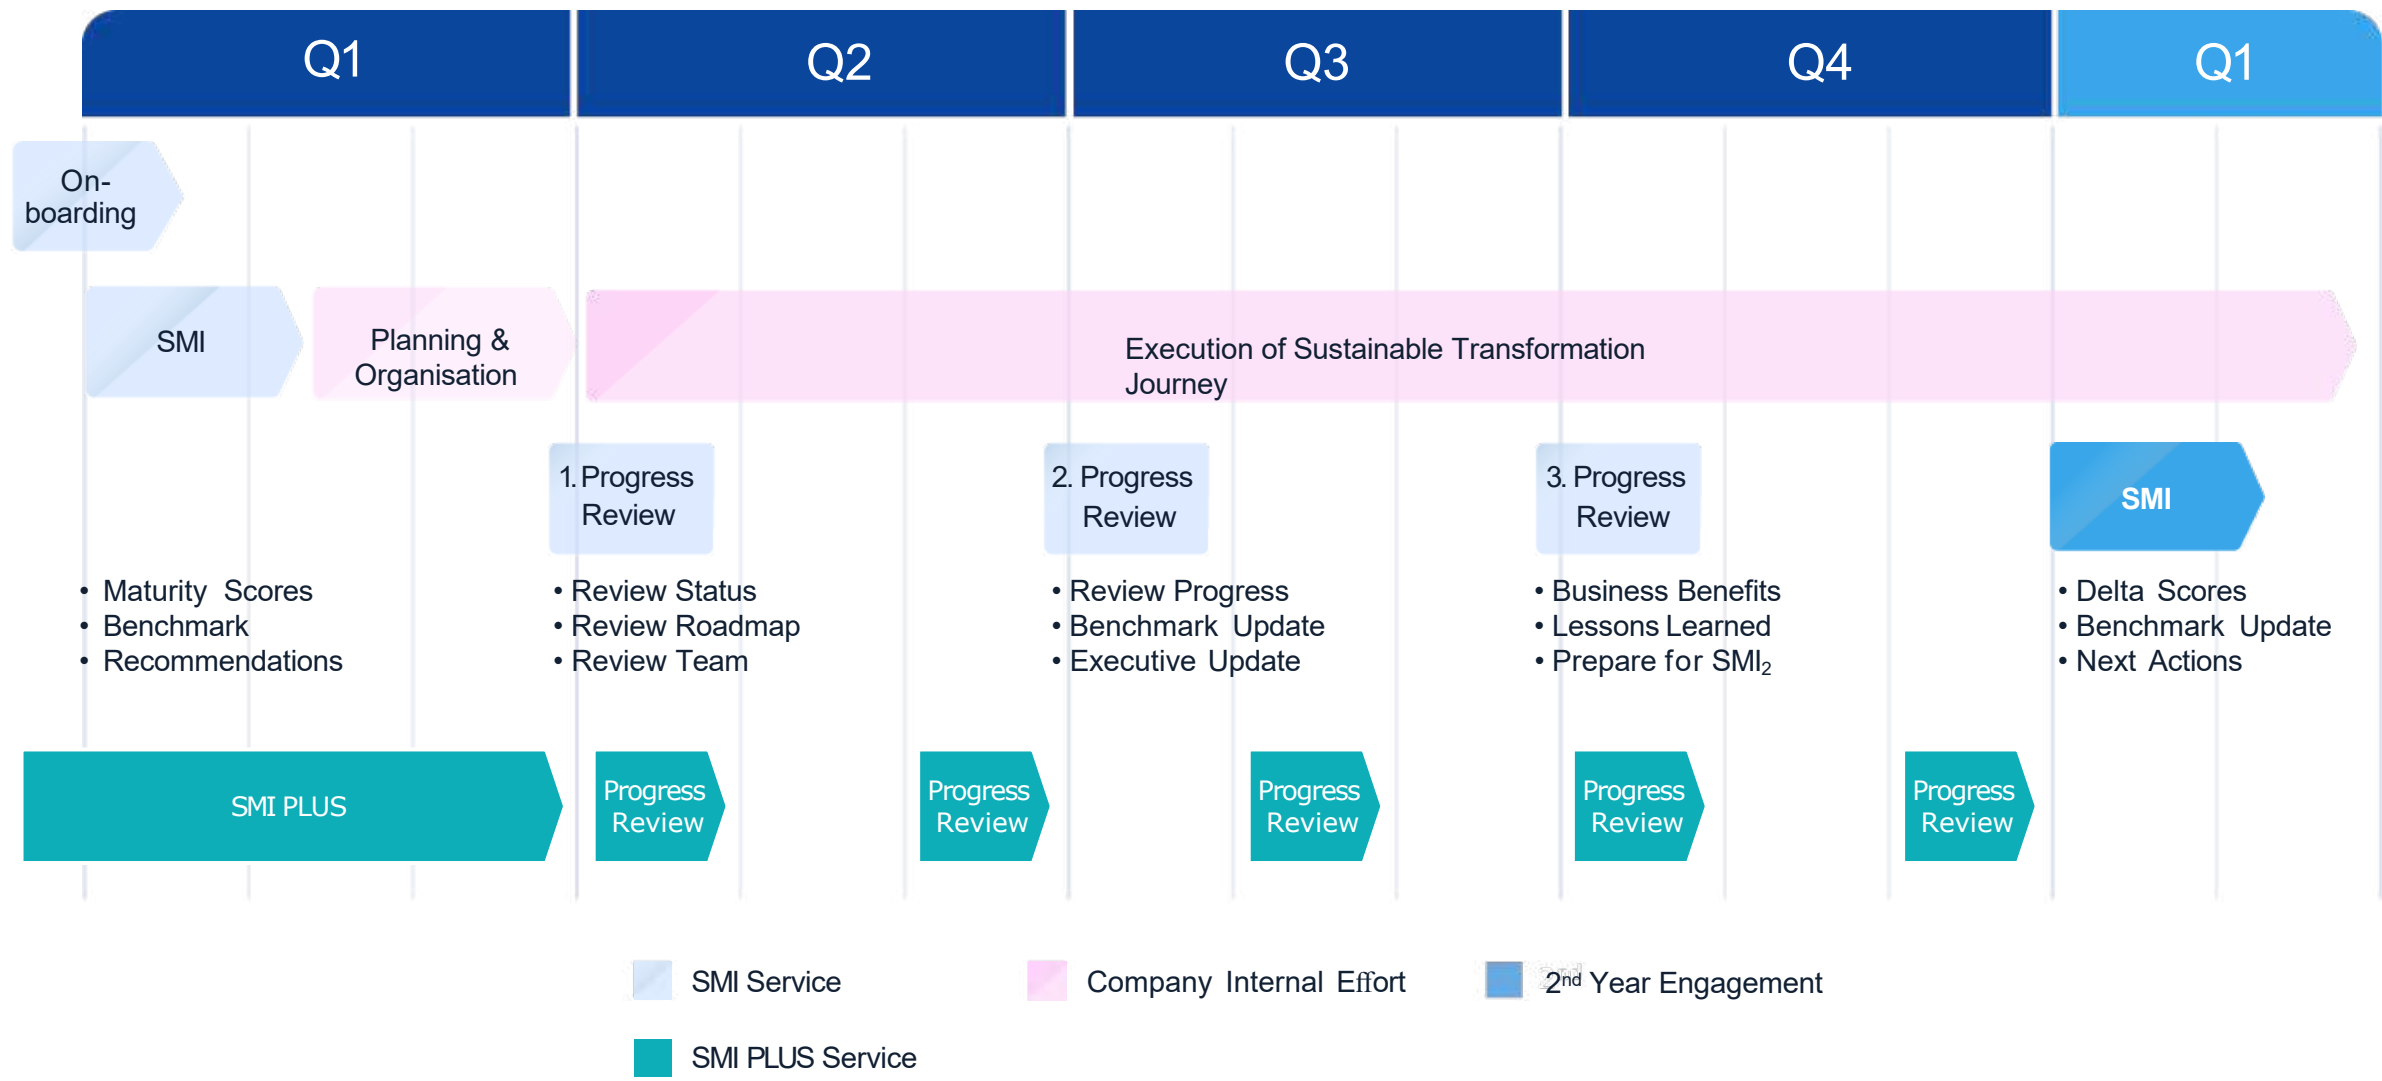 Q1
Q2
Q3
Q4
Q1
On-
boarding
SMI
Planning &
Organisation
Execution of Sustainable Transformation
Journey
1. Progress
Review
2. Progress
Review
3. Progress
Review
SMI
• Maturity Scores
• Benchmark
• Recommendations
• Review Status
• Review Roadmap
• Review Team
• Review Progress
• Benchmark Update
• Executive Update
• Business Benefits
• Lessons Learned
• Prepare for SMI₂
• Delta Scores
• Benchmark Update
• Next Actions
SMI PLUS
Progress
Review
Progress
Review
Progress
Review
Progress
Review
Progress
Review
SMI Service
Company Internal Effort
2nd Year Engagement
SMI PLUS Service